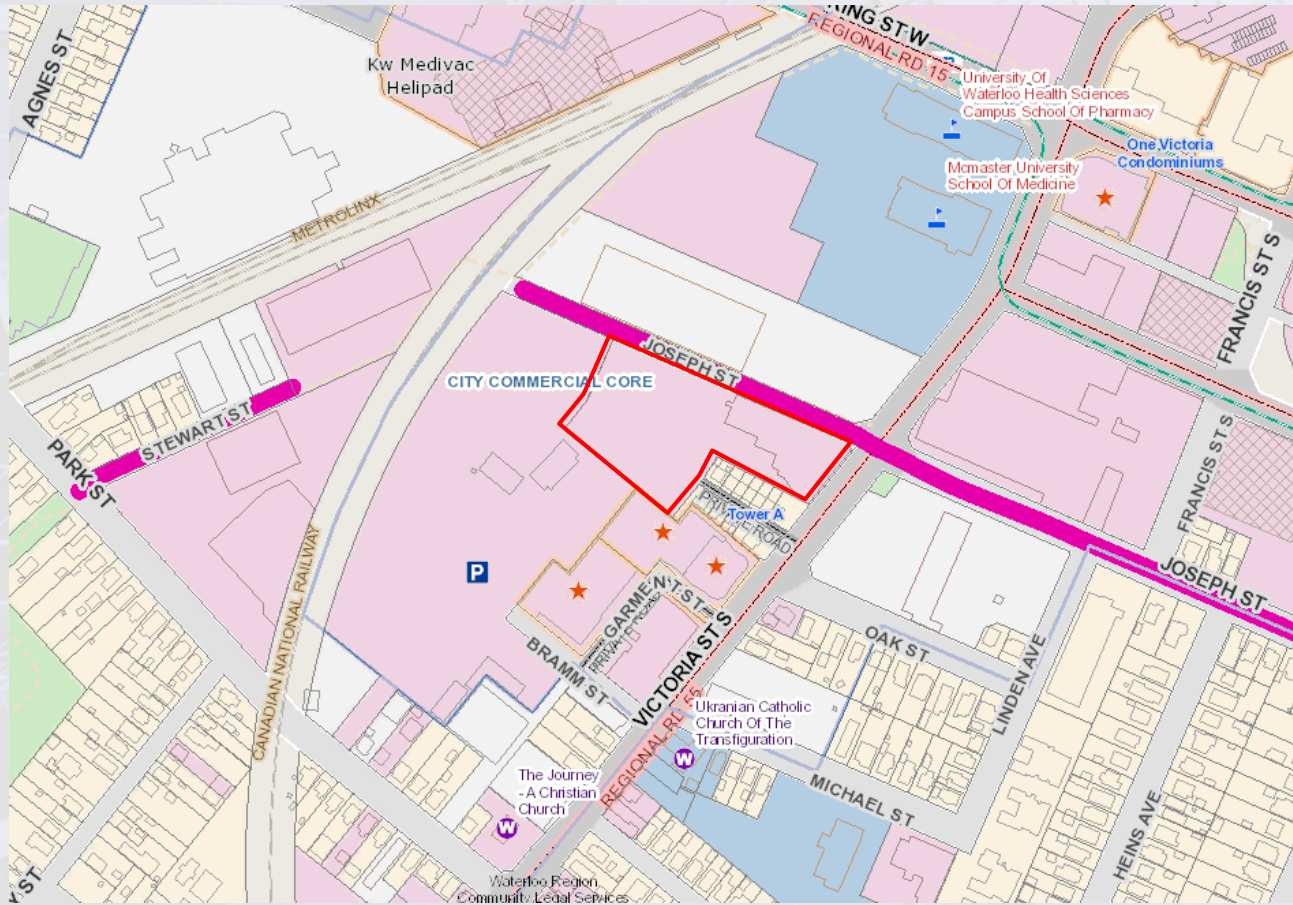 KING ST W
REGIONAL RD 15
AGNES ST
Kw Medivac
Helipad
University Of
Waterloo Health Sciences
Campus School Of Pharmacy
One Victoria
Condominiums
Mcmaster University
School Of Medicine
METROLINX
FRANCIS ST S
JOSEPH ST
CITY COMMERCIAL CORE
STEWART ST
PARK ST
FRANCIS ST S
Tower A
PRIVATE ROAD
P
JOSEPH ST
CANADIAN NATIONAL RAILWAY
GARMENT ST
PRIVATE ROAD
BRAMM ST
VICTORIA ST S
OAK ST
LINDEN AVE
REGIONAL RD 55
Ukranian Catholic
Church Of The
Transfiguration
W
The Journey
- A Christian
Church
W
MICHAEL ST
HEINS AVE
ST
Waterloo Region
Community Legal Services